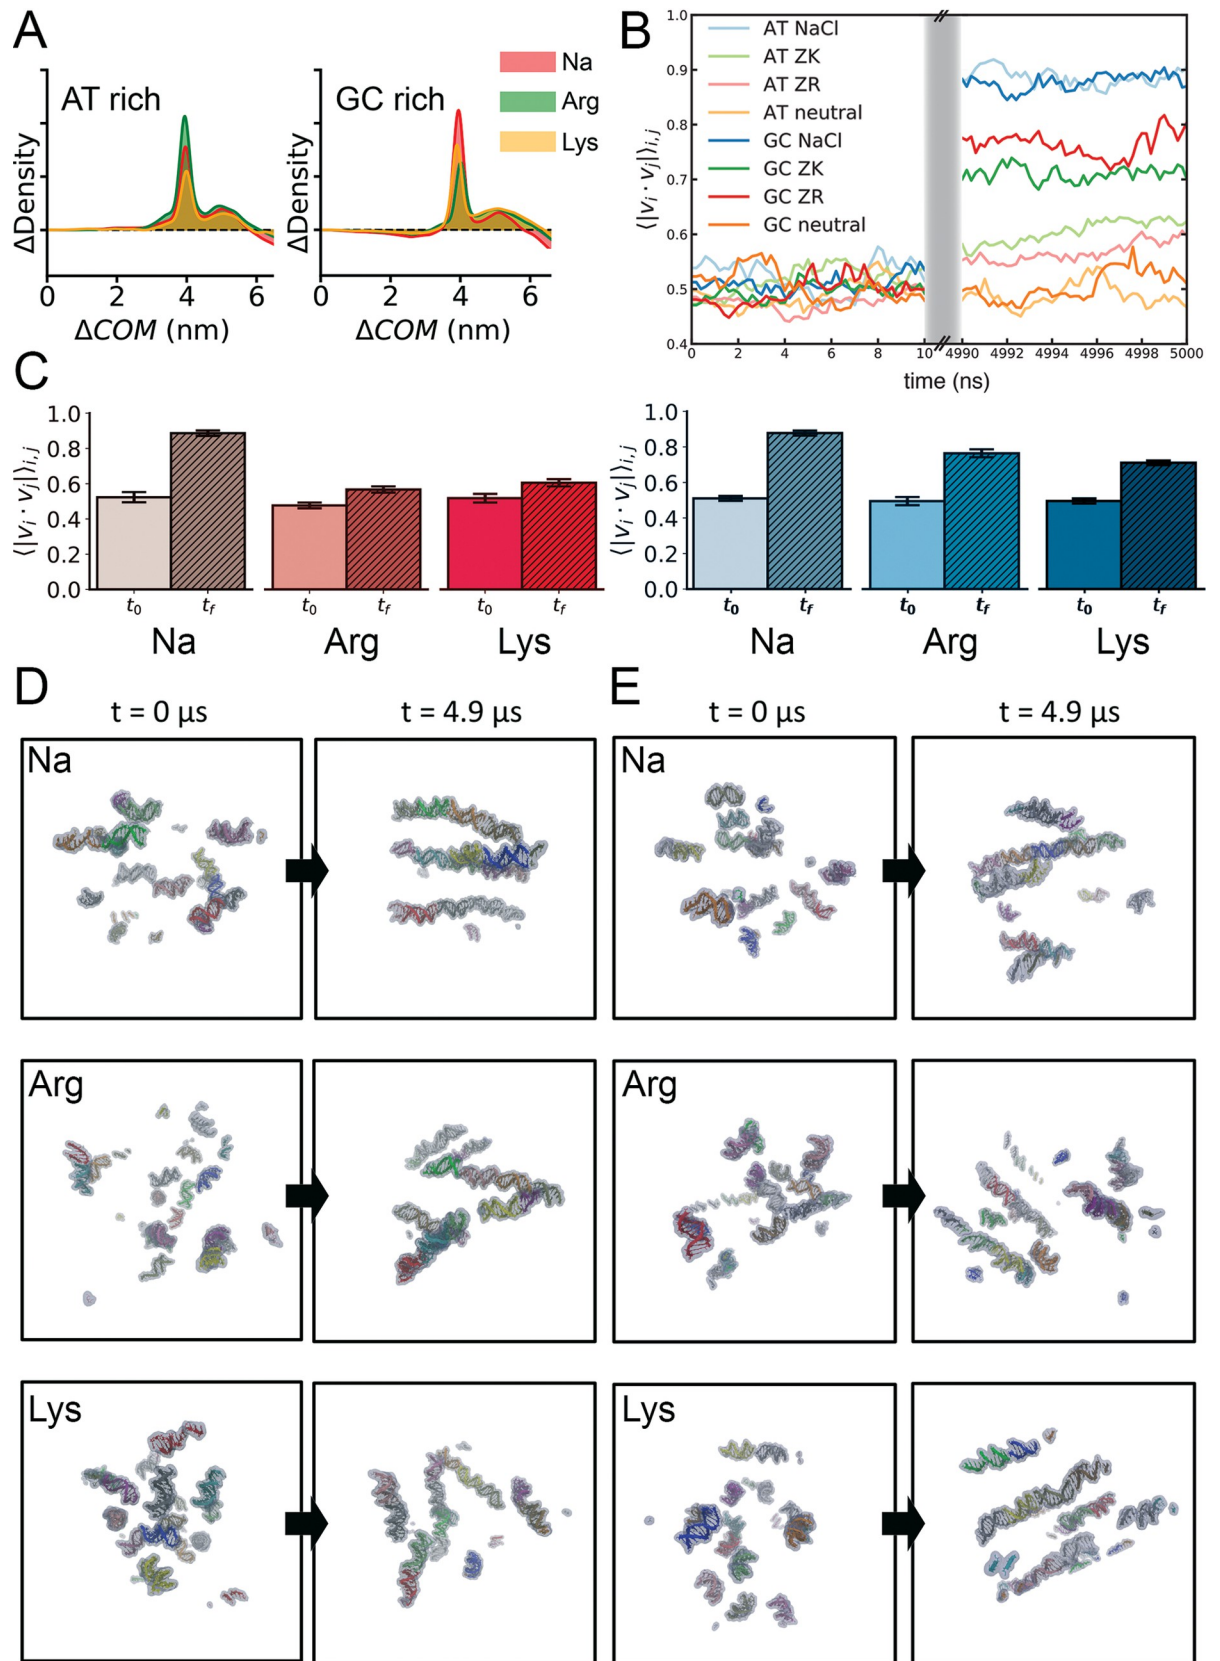 A
AT rich
GC rich
Na
Arg
Lys
ΔDensity
ΔDensity
0 2 4 6
0 2 4 6
ΔCOM (nm)
ΔCOM (nm)
B
AT NaCl
AT ZK
AT ZR
AT neutral
GC NaCl
GC ZK
GC ZR
GC neutral
1.0
0.9
0.8
0.7
0.6
0.5
0.4
⟨|v_i · v_j|⟩_{i,j}
0 2 4 6 8 10 4990 4992 4994 4996 4998 5000
time (ns)
C
⟨|v_i · v_j|⟩_{i,j}
1.0
0.8
0.6
0.4
0.2
0.0
t_0 t_f t_0 t_f t_0 t_f
Na Arg Lys
⟨|v_i · v_j|⟩_{i,j}
1.0
0.8
0.6
0.4
0.2
0.0
t_0 t_f t_0 t_f t_0 t_f
Na Arg Lys
D
t = 0 μs t = 4.9 μs
Na
Arg
Lys
E
t = 0 μs t = 4.9 μs
Na
Arg
Lys